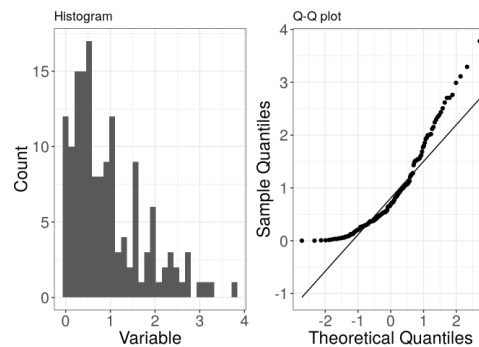 Histogram
15
10
5
0
Count
0 1 2 3 4
Variable
Q-Q plot
4
3
2
1
0
-1
Sample Quantiles
-2 -1 0 1 2
Theoretical Quantiles